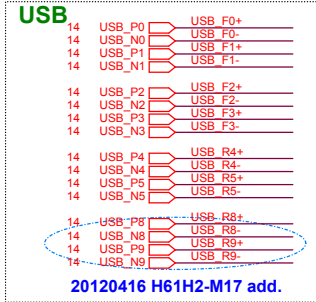 USB
14 USB_P0 USB_F0+
14 USB_N0 USB_F0-
14 USB_P1 USB_F1+
14 USB_N1 USB_F1-
14 USB_P2 USB_F2+
14 USB_N2 USB_F2-
14 USB_P3 USB_F3+
14 USB_N3 USB_F3-
14 USB_P4 USB_R4+
14 USB_N4 USB_R4-
14 USB_P5 USB_R5+
14 USB_N5 USB_R5-
14 USB_P8 USB_R8+
14 USB_N8 USB_R8-
14 USB_P9 USB_R9+
14 USB_N9 USB_R9-
20120416 H61H2-M17 add.